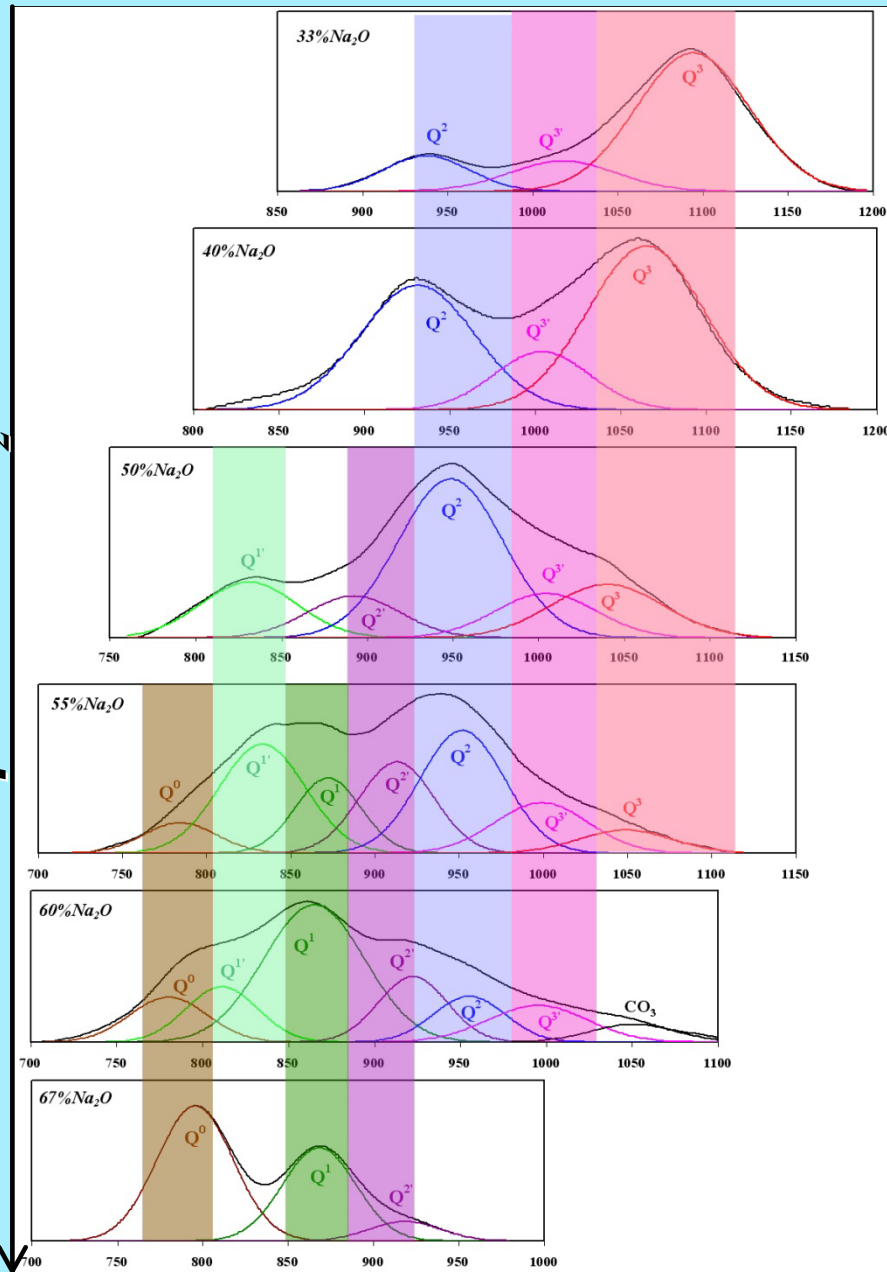 33%Na₂O
Q³
Q² Q³'
850 900 950 1000 1050 1100 1150 1200
40%Na₂O
Q² Q³' Q³
800 850 900 950 1000 1050 1100 1150 1200
50%Na₂O
Q¹' Q² Q²' Q³' Q³
750 800 850 900 950 1000 1050 1100 1150
55%Na₂O
Q⁰ Q¹' Q¹ Q²' Q² Q³' Q³
700 750 800 850 900 950 1000 1050 1100 1150
60%Na₂O
Q⁰ Q¹' Q¹ Q²' Q² Q³' CO₃
700 750 800 850 900 950 1000 1050 1100
67%Na₂O
Q⁰ Q¹ Q²'
700 750 800 850 900 950 1000